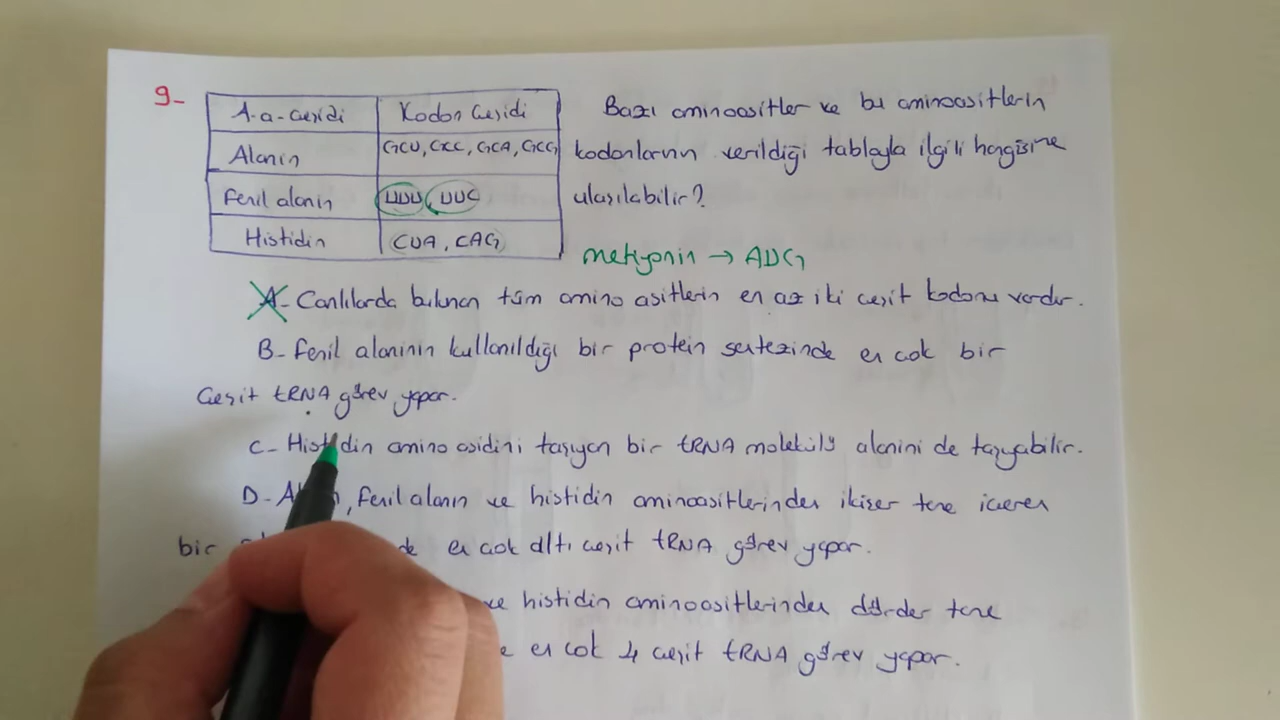 9-
A.a-Çeşidi Kodon Çeşidi
Alanin GCU, GCC, GCA, GCG
Fenil alanin UUU, UUC
Histidin CUA, CAG
Bazı aminoasitler ve bu aminoasitlerin
kodonlarının verildiği tabloyla ilgili hangisine
ulaşılabilir?
metiyonin → AUG
A- Canlılarda bulunan tüm amino asitlerin en az iki çeşit kodonu vardır.
B- Fenil alaninin kullanıldığı bir protein sentezinde en çok bir
çeşit tRNA görev yapar.
C- Histidin amino asidini taşıyan bir tRNA molekülü alanini de taşıyabilir.
D- , fenil alanin ve histidin aminoasitlerinden ikişer tane içeren
bir en çok altı çeşit tRNA görev yapar.
ve histidin aminoasitlerinden dörder tane
en çok 4 çeşit tRNA görev yapar.